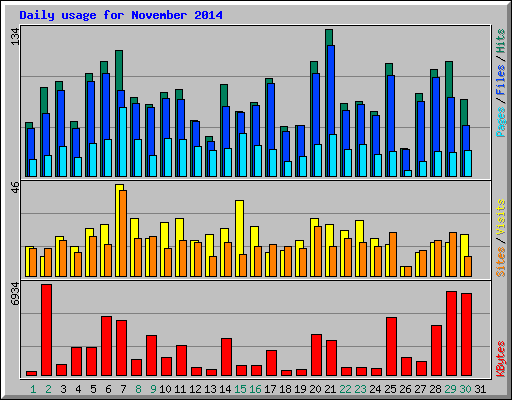 Daily usage for November 2014
134
Pages / Files / Hits
46
Sites / Visits
6934
KBytes
1 2 3 4 5 6 7 8 9 10 11 12 13 14 15 16 17 18 19 20 21 22 23 24 25 26 27 28 29 30 31